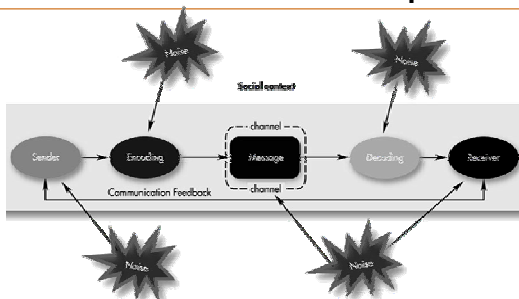 Noise
Noise
Social context
channel
Sender
Encoding
Message
Decoding
Receiver
channel
Communication Feedback
Noise
Noise